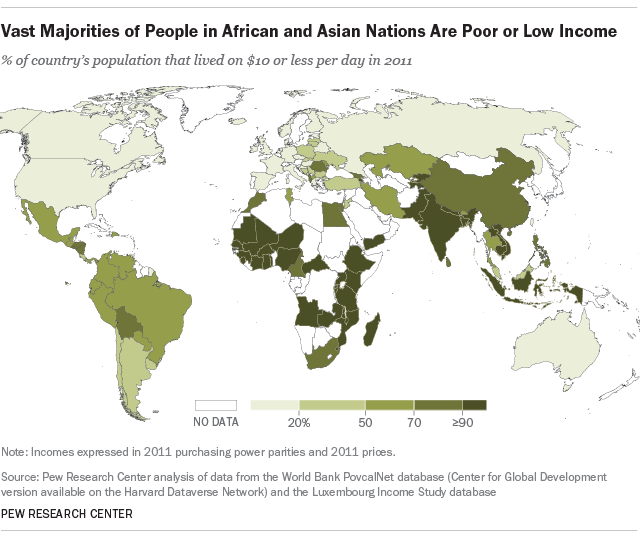 Vast Majorities of People in African and Asian Nations Are Poor or Low Income
% of country's population that lived on $10 or less per day in 2011
NO DATA 20% 50 70 ≥90
Note: Incomes expressed in 2011 purchasing power parities and 2011 prices.
Source: Pew Research Center analysis of data from the World Bank PovcalNet database (Center for Global Development
version available on the Harvard Dataverse Network) and the Luxembourg Income Study database
PEW RESEARCH CENTER